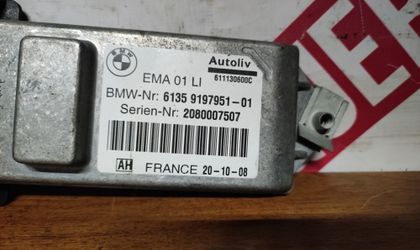 BMW
Autoliv
611130600C
EMA 01 LI
BMW-Nr: 6135 9197951-01
Serien-Nr: 2080007507
AH FRANCE 20-10-08